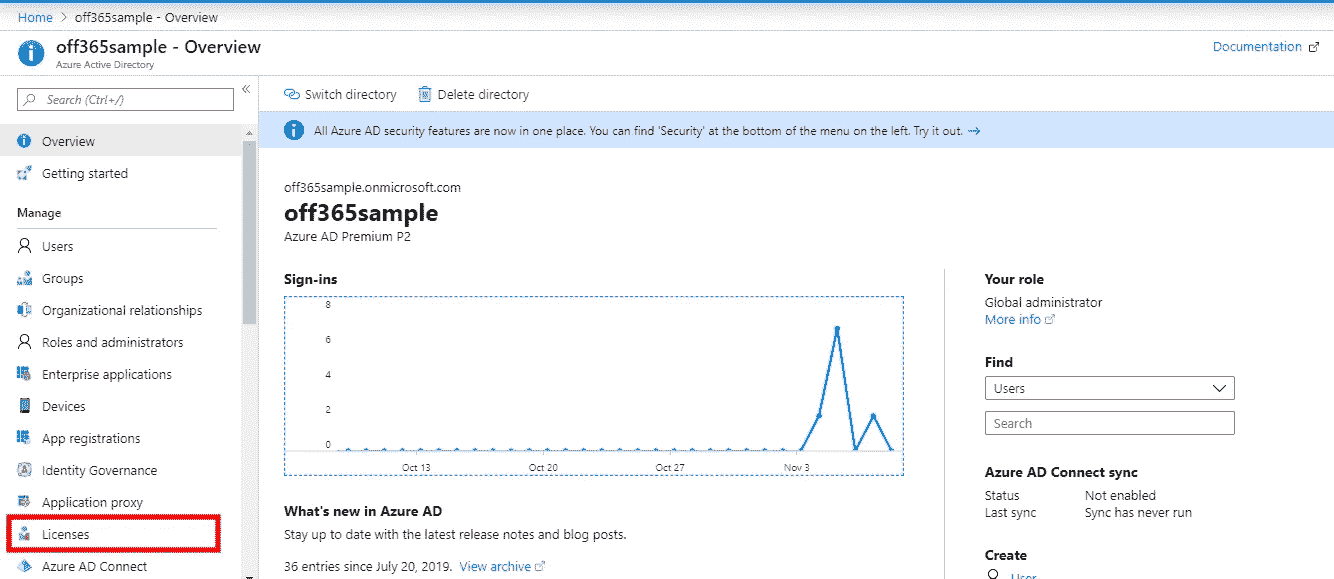 Home > off365sample - Overview
off365sample - Overview
Azure Active Directory
Documentation
Search (Ctrl+/)
Overview
Getting started
Manage
Users
Groups
Organizational relationships
Roles and administrators
Enterprise applications
Devices
App registrations
Identity Governance
Application proxy
Licenses
Azure AD Connect
Switch directory
Delete directory
All Azure AD security features are now in one place. You can find 'Security' at the bottom of the menu on the left. Try it out. →
off365sample.onmicrosoft.com
off365sample
Azure AD Premium P2
Sign-ins
8
6
4
2
0
Oct 13 Oct 20 Oct 27 Nov 3
What's new in Azure AD
Stay up to date with the latest release notes and blog posts.
36 entries since July 20, 2019. View archive
Your role
Global administrator
More info
Find
Users
Search
Azure AD Connect sync
Status Not enabled
Last sync Sync has never run
Create
User